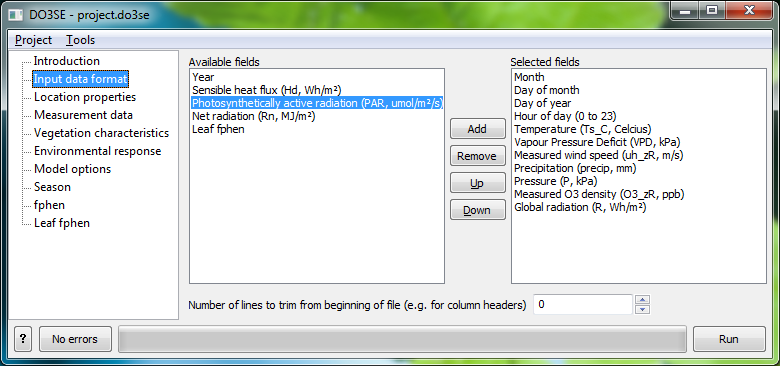 DO3SE - project.do3se
Project Tools
Introduction
Input data format
Location properties
Measurement data
Vegetation characteristics
Environmental response
Model options
Season
fphen
Leaf fphen
Available fields
Year
Sensible heat flux (Hd, Wh/m²)
Photosynthetically active radiation (PAR, umol/m²/s)
Net radiation (Rn, MJ/m²)
Leaf fphen
Add
Remove
Up
Down
Selected fields
Month
Day of month
Day of year
Hour of day (0 to 23)
Temperature (Ts_C, Celcius)
Vapour Pressure Deficit (VPD, kPa)
Measured wind speed (uh_zR, m/s)
Precipitation (precip, mm)
Pressure (P, kPa)
Measured O3 density (O3_zR, ppb)
Global radiation (R, Wh/m²)
Number of lines to trim from beginning of file (e.g. for column headers) 0
? No errors Run